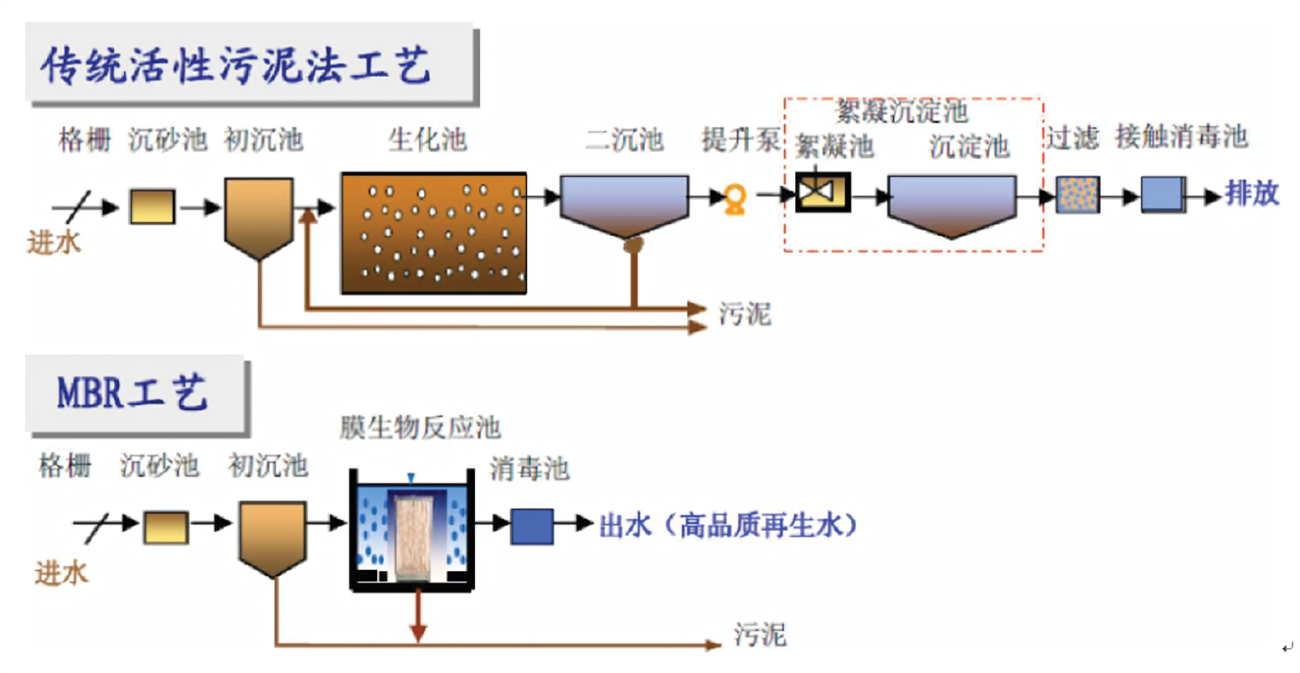 传统活性污泥法工艺
格栅 沉砂池 初沉池 生化池 二沉池 提升泵 絮凝沉淀池 过滤 接触消毒池
絮凝池 沉淀池
进水
排放
污泥
MBR工艺
膜生物反应池
格栅 沉砂池 初沉池 消毒池
出水（高品质再生水）
进水
污泥